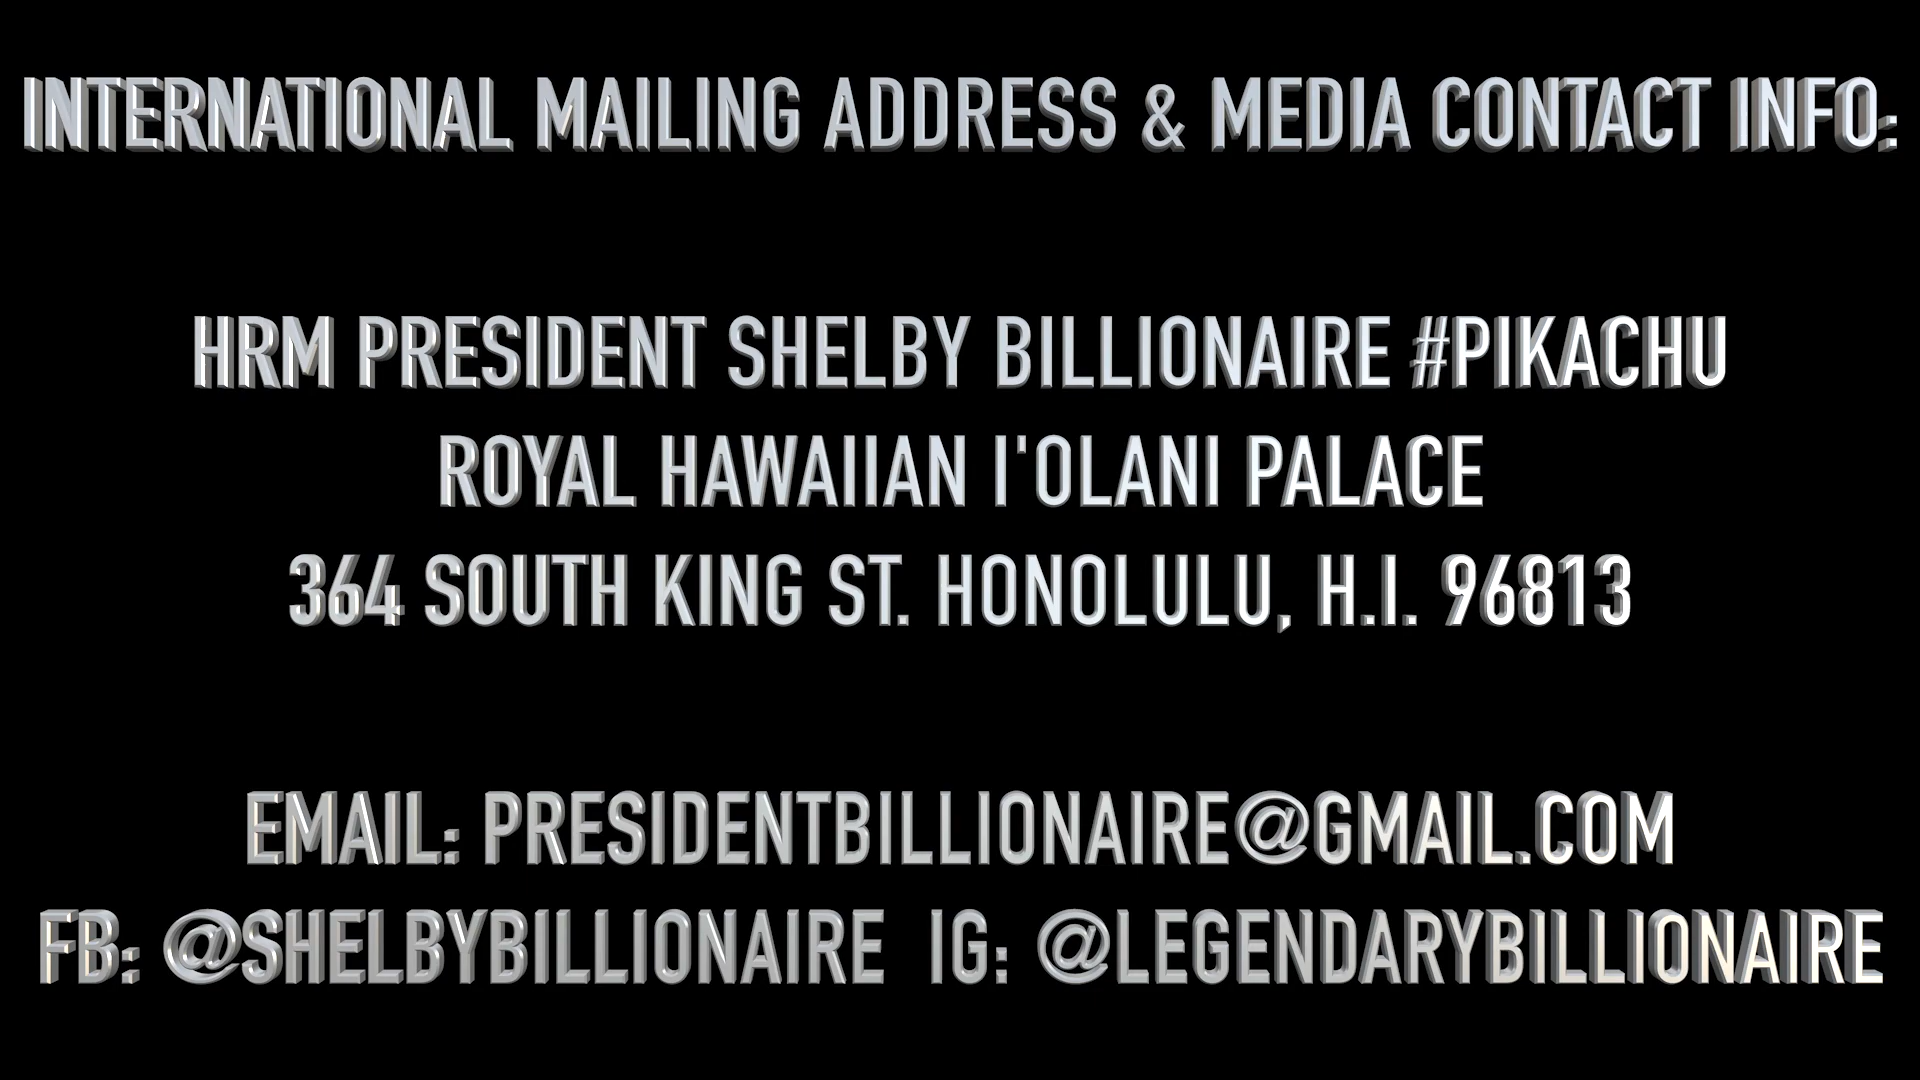 INTERNATIONAL MAILING ADDRESS & MEDIA CONTACT INFO:
HRM PRESIDENT SHELBY BILLIONAIRE #PIKACHU
ROYAL HAWAIIAN I'OLANI PALACE
364 SOUTH KING ST. HONOLULU, H.I. 96813
EMAIL: PRESIDENTBILLIONAIRE@GMAIL.COM
FB: @SHELBYBILLIONAIRE IG: @LEGENDARYBILLIONAIRE